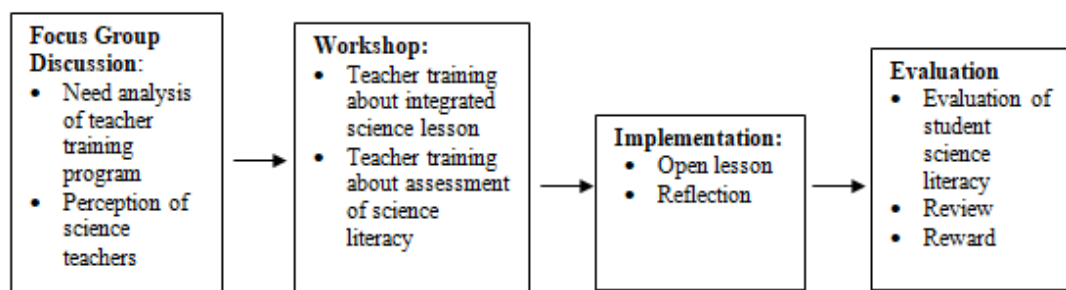 Focus Group
Discussion:
• Need analysis
of teacher
training
program
• Perception of
science
teachers
Workshop:
• Teacher training
about integrated
science lesson
• Teacher training
about assessment
of science
literacy
Implementation:
• Open lesson
• Reflection
Evaluation
• Evaluation of
student
science
literacy
• Review
• Reward